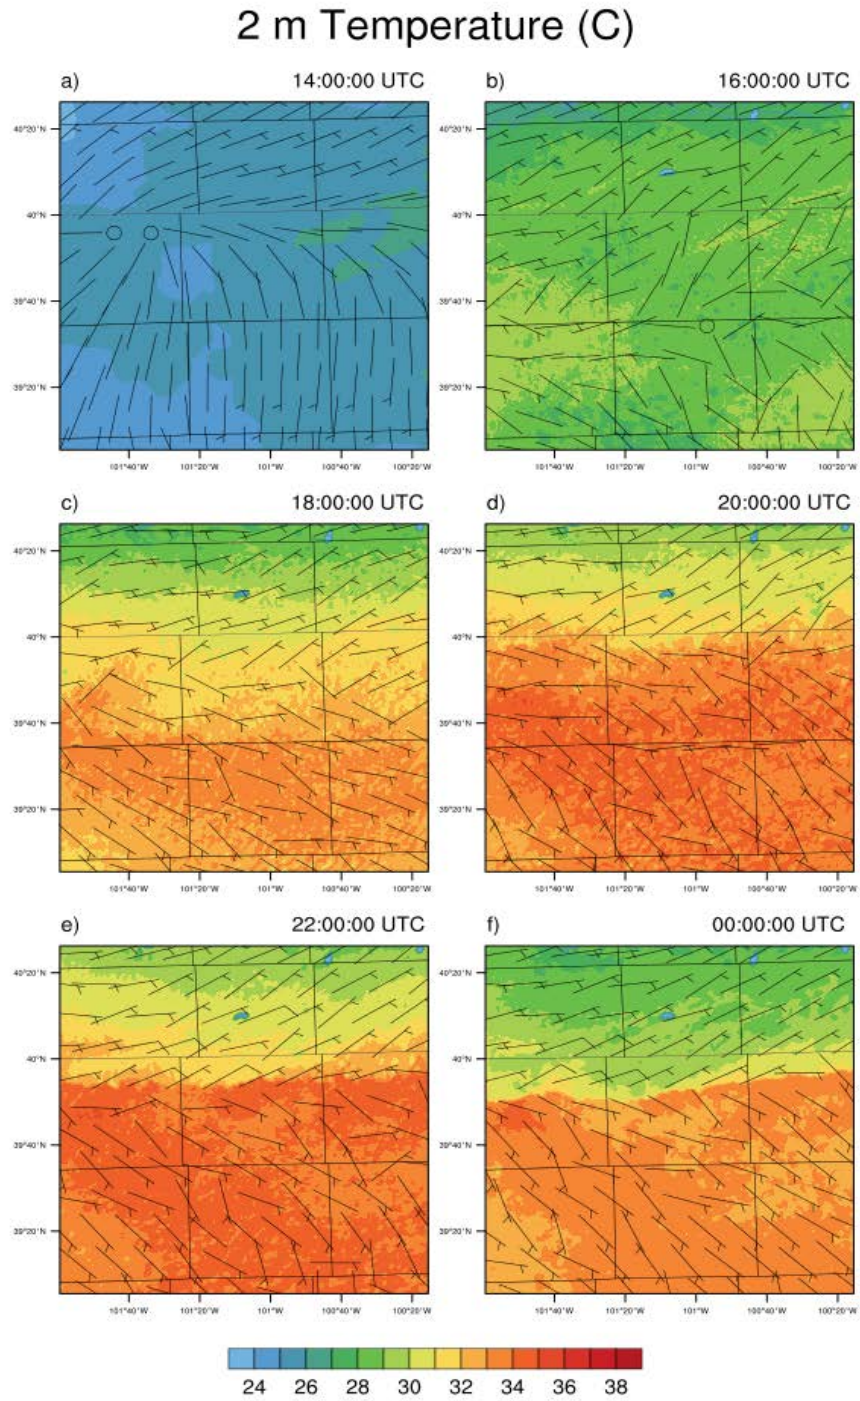 2 m Temperature (C)
a) 14:00:00 UTC b) 16:00:00 UTC
40°20'N 40°20'N
40°N 40°N
39°40'N 39°40'N
39°20'N 39°20'N
101°40'W 101°20'W 101°W 100°40'W 100°20'W 101°40'W 101°20'W 101°W 100°40'W 100°20'W
c) 18:00:00 UTC d) 20:00:00 UTC
40°20'N 40°20'N
40°N 40°N
39°40'N 39°40'N
39°20'N 39°20'N
101°40'W 101°20'W 101°W 100°40'W 100°20'W 101°40'W 101°20'W 101°W 100°40'W 100°20'W
e) 22:00:00 UTC f) 00:00:00 UTC
40°20'N 40°20'N
40°N 40°N
39°40'N 39°40'N
39°20'N 39°20'N
101°40'W 101°20'W 101°W 100°40'W 100°20'W 101°40'W 101°20'W 101°W 100°40'W 100°20'W
24 26 28 30 32 34 36 38